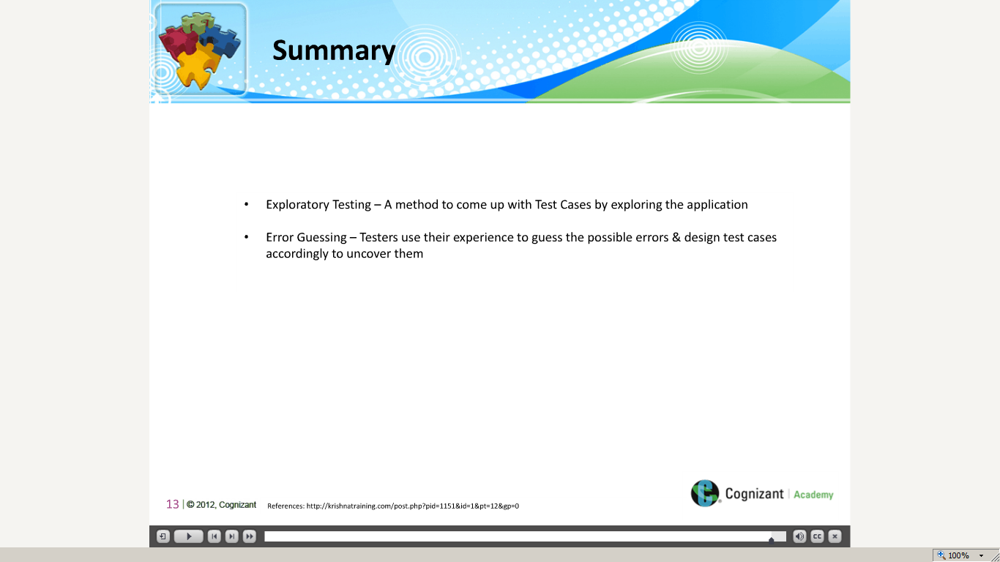 Summary
• Exploratory Testing – A method to come up with Test Cases by exploring the application
• Error Guessing – Testers use their experience to guess the possible errors & design test cases
accordingly to uncover them
13 | © 2012, Cognizant References: http://krishnatraining.com/post.php?pid=1151&id=1&pt=12&gp=0
Cognizant | Academy
CC
100%